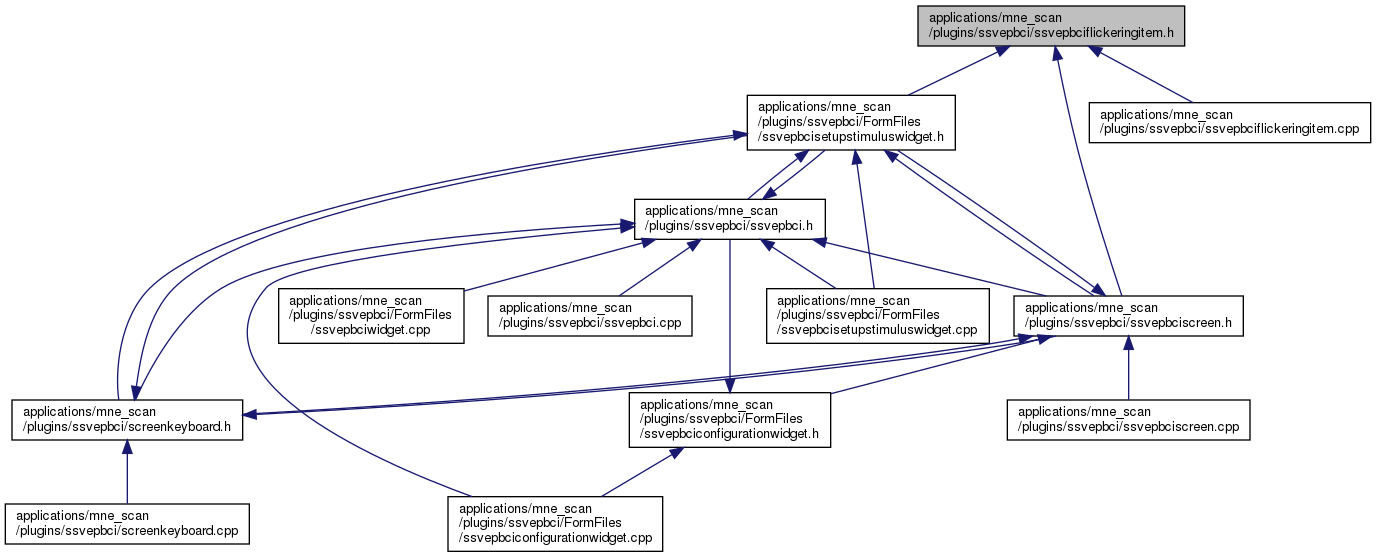 applications/mne_scan
/plugins/ssvepbci/ssvepbciflickeringitem.h
applications/mne_scan
/plugins/ssvepbci/FormFiles
/ssvepbcisetupstimuluswidget.h
applications/mne_scan
/plugins/ssvepbci/ssvepbciflickeringitem.cpp
applications/mne_scan
/plugins/ssvepbci/ssvepbci.h
applications/mne_scan
/plugins/ssvepbci/FormFiles
/ssvepbciwidget.cpp
applications/mne_scan
/plugins/ssvepbci/ssvepbci.cpp
applications/mne_scan
/plugins/ssvepbci/FormFiles
/ssvepbcisetupstimuluswidget.cpp
applications/mne_scan
/plugins/ssvepbci/ssvepbciscreen.h
applications/mne_scan
/plugins/ssvepbci/screenkeyboard.h
applications/mne_scan
/plugins/ssvepbci/FormFiles
/ssvepbciconfigurationwidget.h
applications/mne_scan
/plugins/ssvepbci/ssvepbciscreen.cpp
applications/mne_scan
/plugins/ssvepbci/screenkeyboard.cpp
applications/mne_scan
/plugins/ssvepbci/FormFiles
/ssvepbciconfigurationwidget.cpp